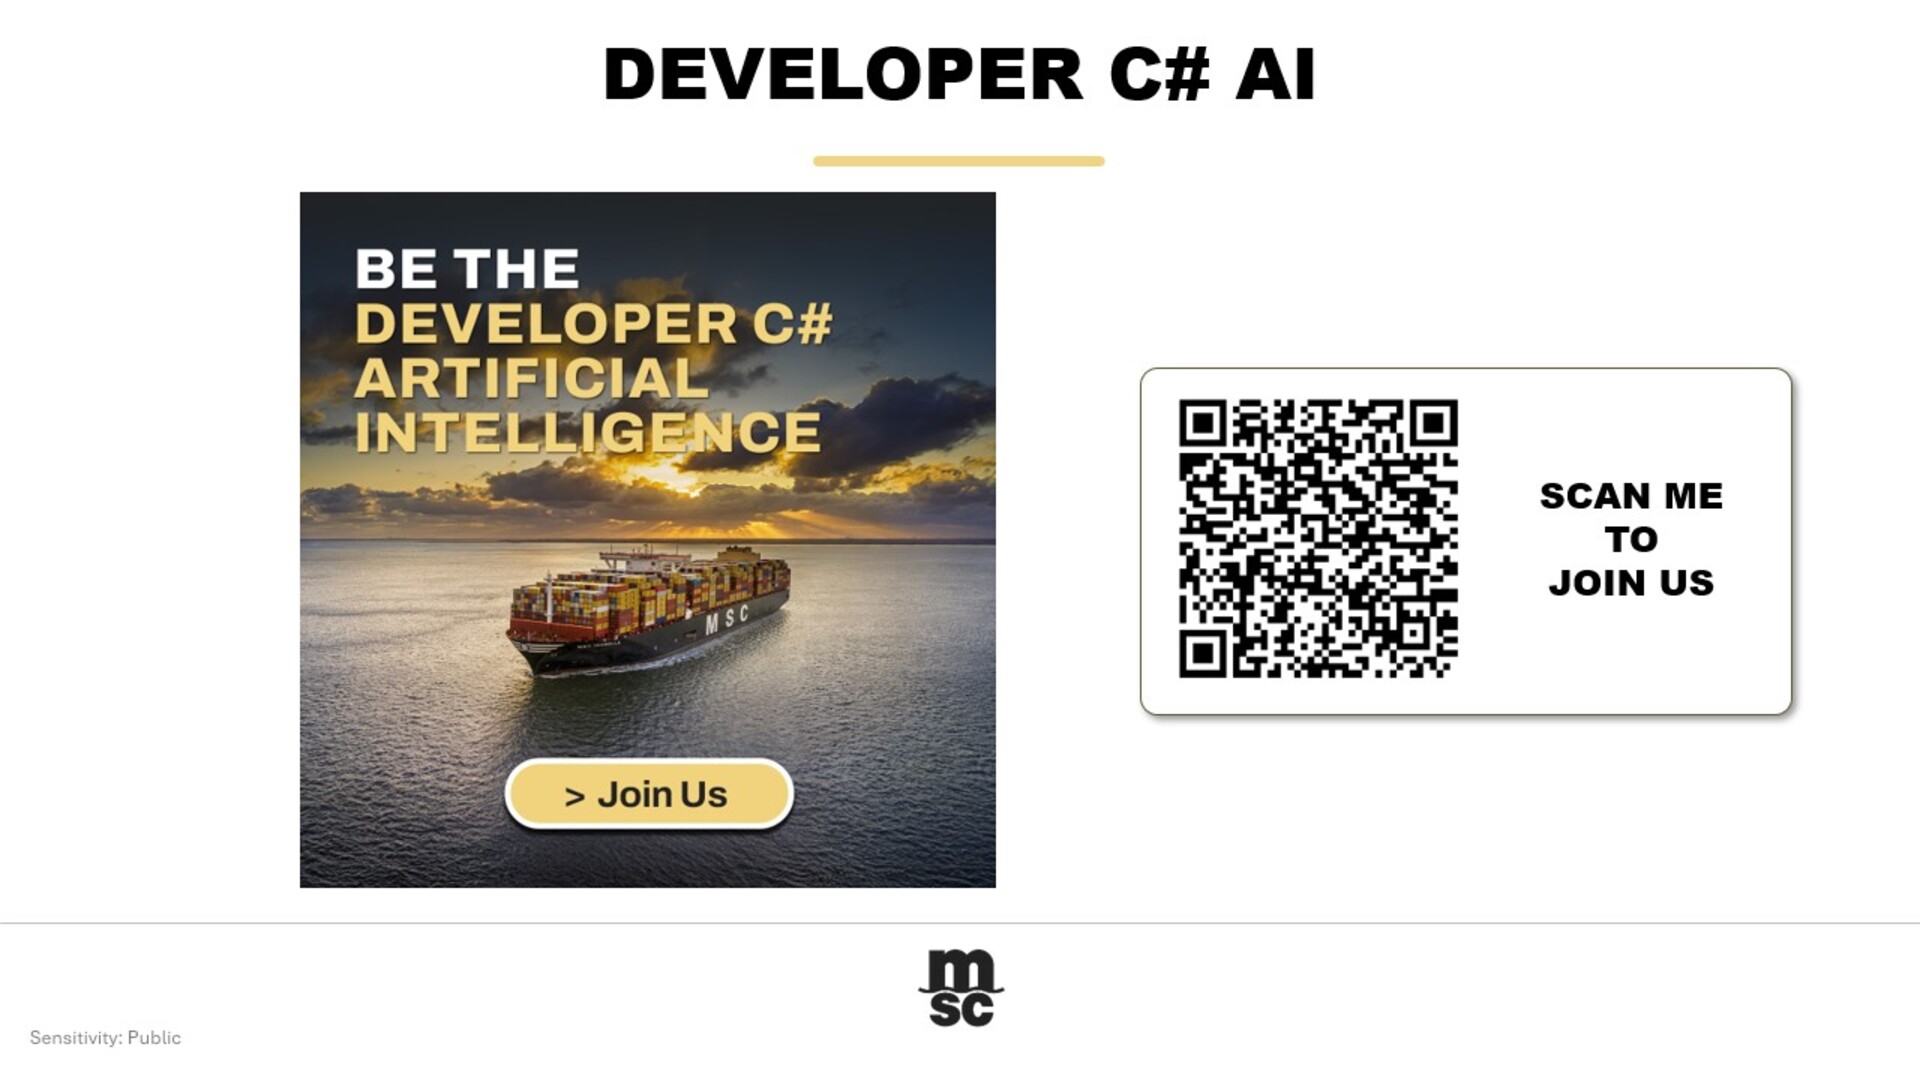 DEVELOPER C# AI
BE THE
DEVELOPER C#
ARTIFICIAL
INTELLIGENCE
MSC
> Join Us
SCAN ME
TO
JOIN US
msc
Sensitivity: Public